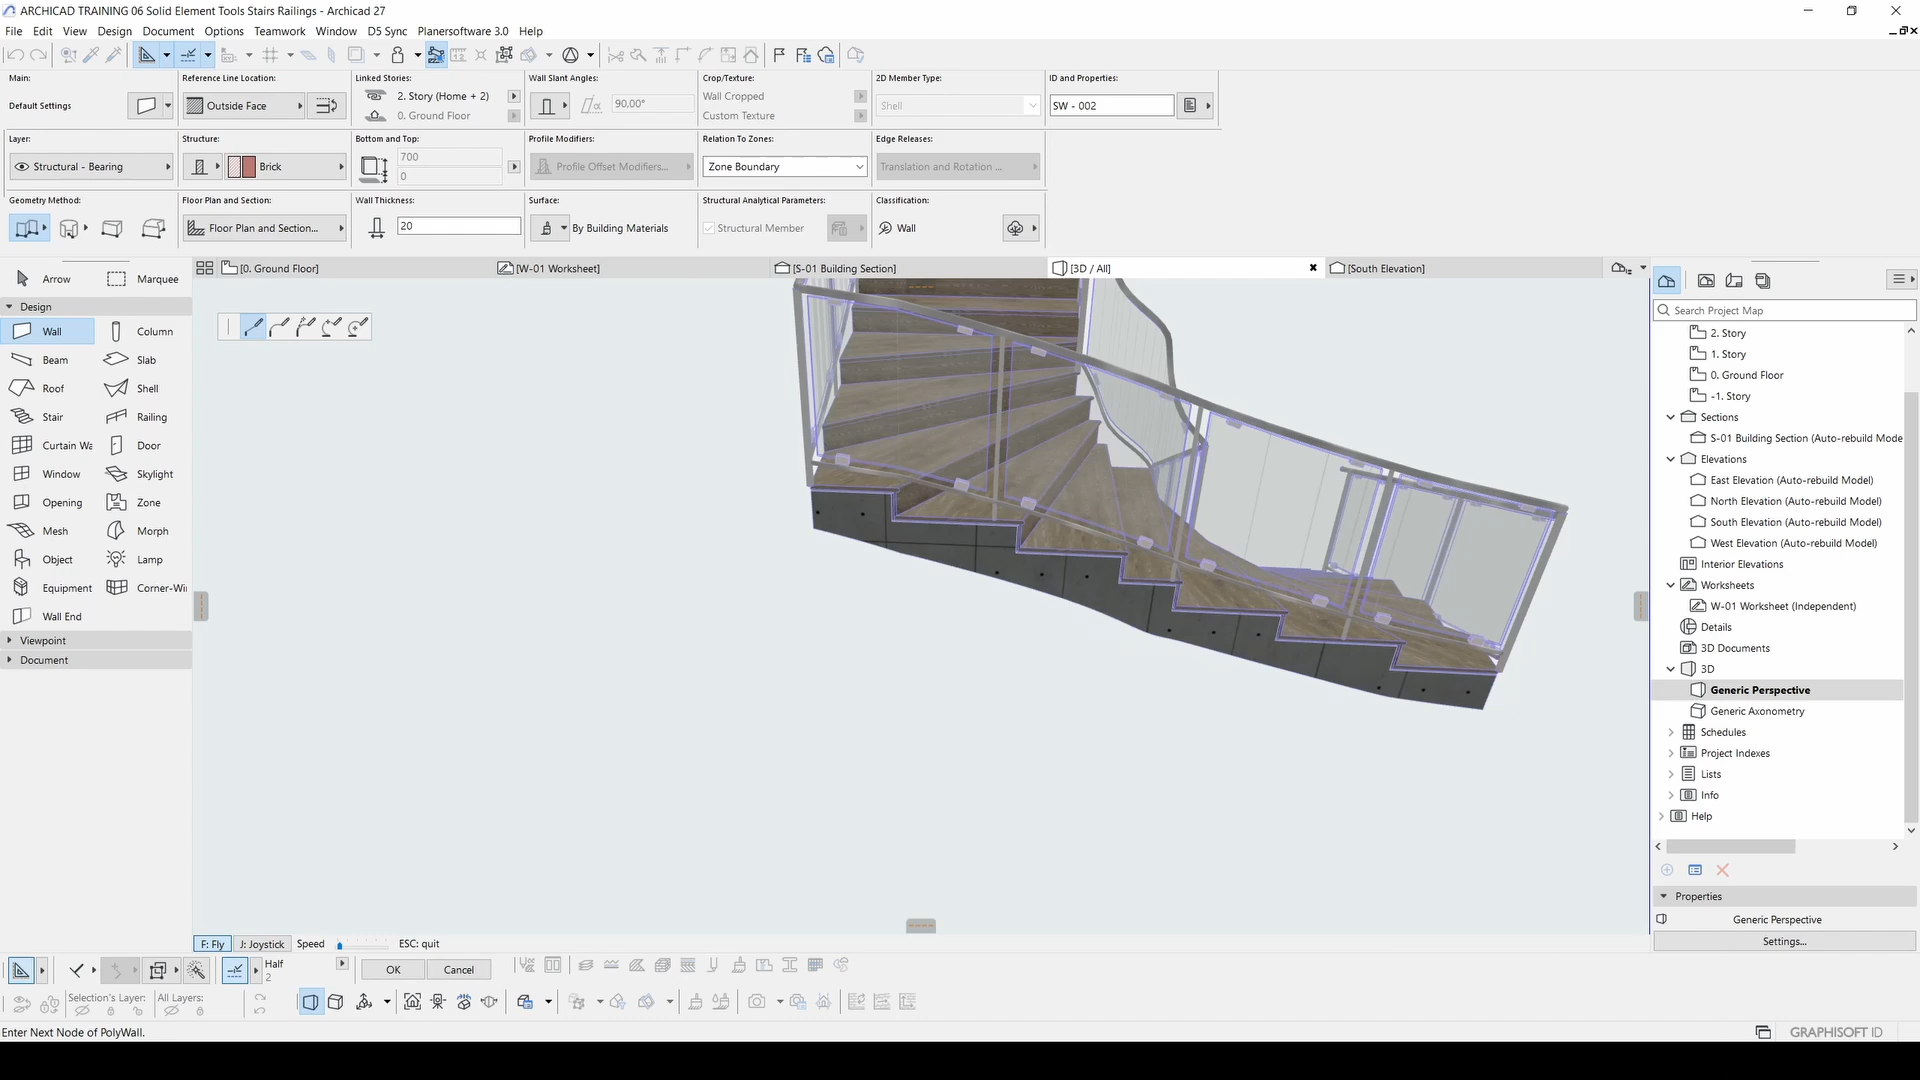 ARCHICAD TRAINING 06 Solid Element Tools Stairs Railings - Archicad 27
File Edit View Design Document Options Teamwork Window D5 Sync Planersoftware 3.0 Help
Main: Reference Line Location: Linked Stories: Wall Slant Angles: Crop/Texture: 2D Member Type: ID and Properties:
Default Settings Outside Face 2. Story (Home + 2) 90.00° Wall Cropped Shell SW - 002
0. Ground Floor Custom Texture
Layer: Structure: Bottom and Top: Profile Modifiers: Relation To Zones: Edge Releases:
Structural - Bearing Brick 700 Profile Offset Modifiers... Zone Boundary Translation and Rotation ...
0
Geometry Method: Floor Plan and Section: Wall Thickness: Surface: Structural Analytical Parameters: Classification:
Floor Plan and Section... 20 By Building Materials Structural Member Wall
[0. Ground Floor] [W-01 Worksheet] [S-01 Building Section] [3D / All] [South Elevation]
Arrow Marquee
Design
Wall Column
Beam Slab
Roof Shell
Stair Railing
Curtain Wa Door
Window Skylight
Opening Zone
Mesh Morph
Object Lamp
Equipment Corner-Wi
Wall End
Viewpoint
Document
Search Project Map
2. Story
1. Story
0. Ground Floor
-1. Story
Sections
S-01 Building Section (Auto-rebuild Mode
Elevations
East Elevation (Auto-rebuild Model)
North Elevation (Auto-rebuild Model)
South Elevation (Auto-rebuild Model)
West Elevation (Auto-rebuild Model)
Interior Elevations
Worksheets
W-01 Worksheet (Independent)
Details
3D Documents
3D
Generic Perspective
Generic Axonometry
Schedules
Project Indexes
Lists
Info
Help
Properties
Generic Perspective
Settings...
F: Fly J: Joystick Speed ESC: quit
Half
2
OK Cancel
Selection's Layer: All Layers:
Enter Next Node of PolyWall.
GRAPHISOFT ID